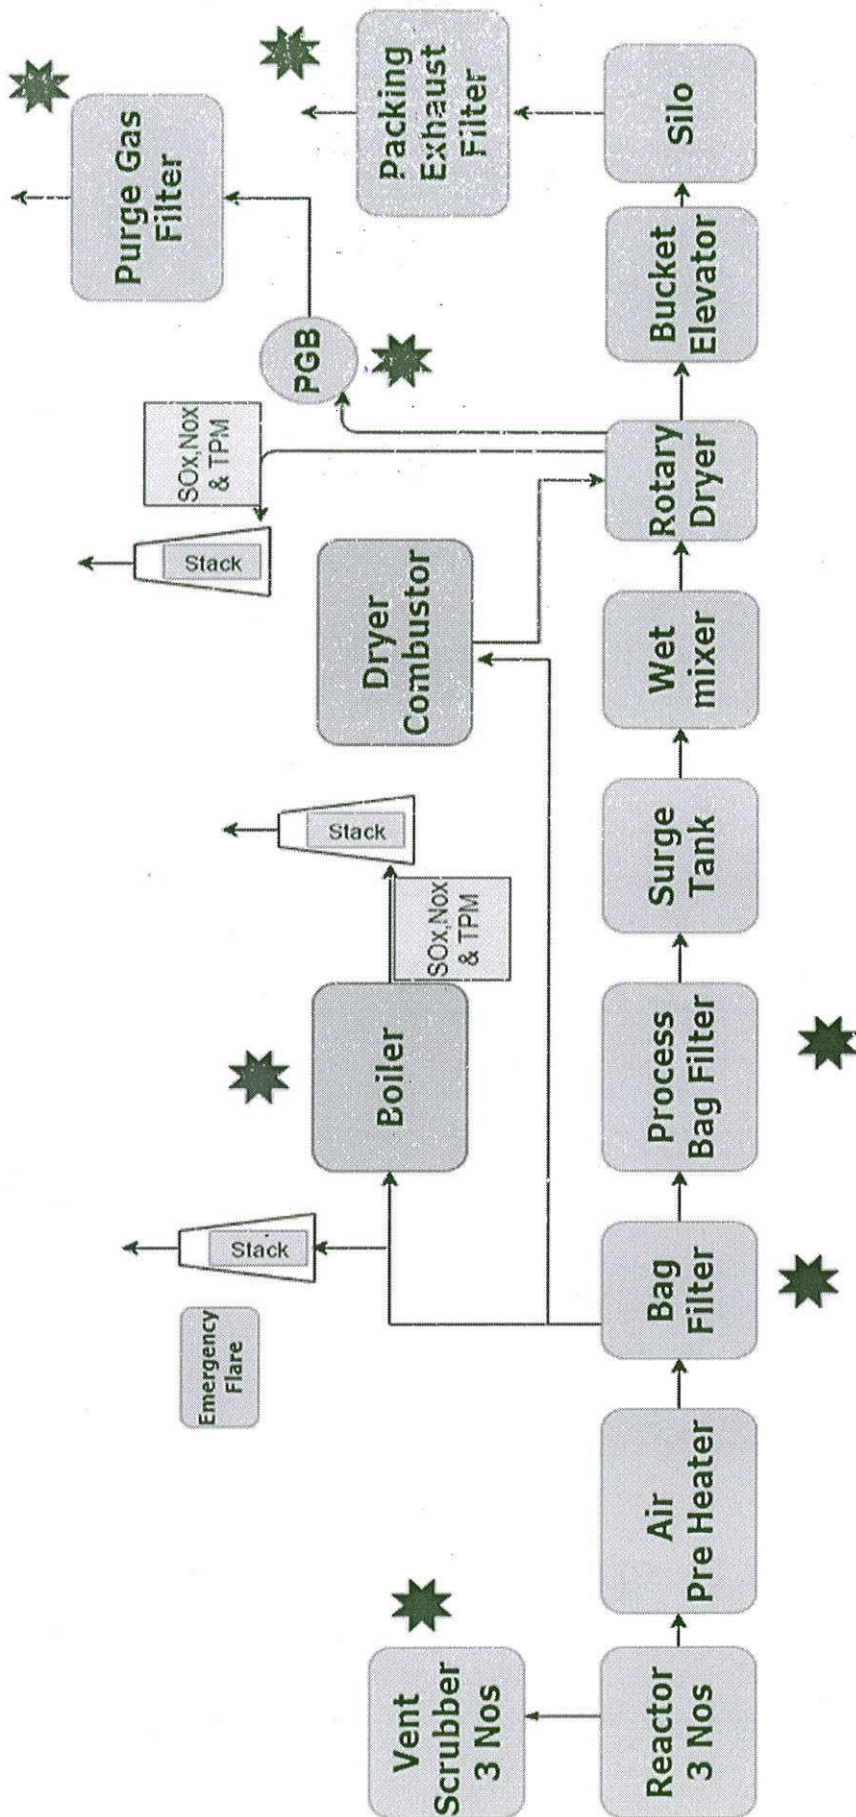 Purge Gas
Filter
Packing
Exhaust
Filter
PGB
SOx,Nox
& TPM
Stack
Dryer
Combustor
Stack
SOx,Nox
& TPM
Boiler
Stack
Emergency
Flare
Vent
Scrubber
3 Nos
Reactor
3 Nos
Air
Pre Heater
Bag
Filter
Process
Bag Filter
Surge
Tank
Wet
mixer
Rotary
Dryer
Bucket
Elevator
Silo